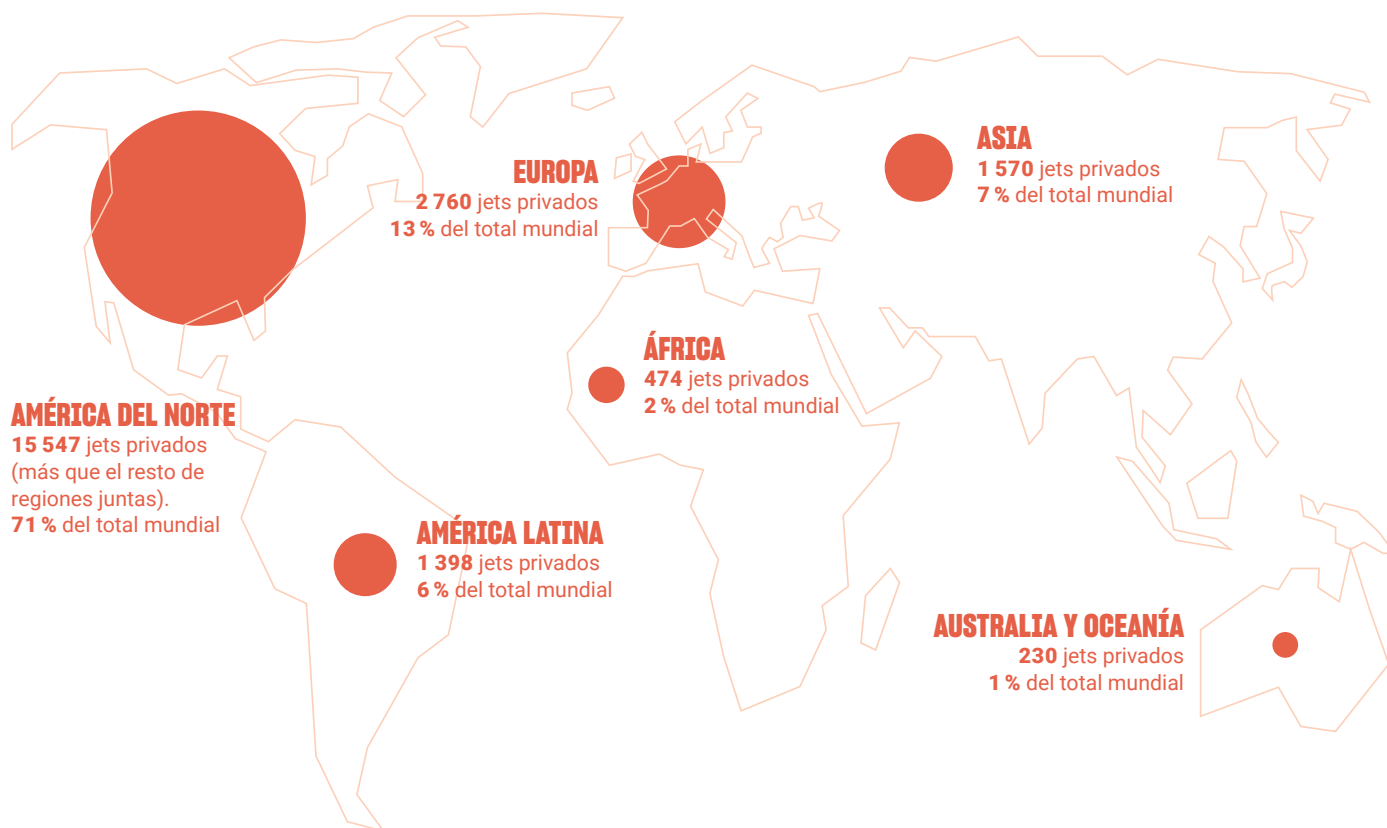 ASIA
1 570 jets privados
7 % del total mundial
EUROPA
2 760 jets privados
13 % del total mundial
ÁFRICA
474 jets privados
2 % del total mundial
AMÉRICA DEL NORTE
15 547 jets privados
(más que el resto de
regiones juntas).
71 % del total mundial
AMÉRICA LATINA
1 398 jets privados
6 % del total mundial
AUSTRALIA Y OCEANÍA
230 jets privados
1 % del total mundial